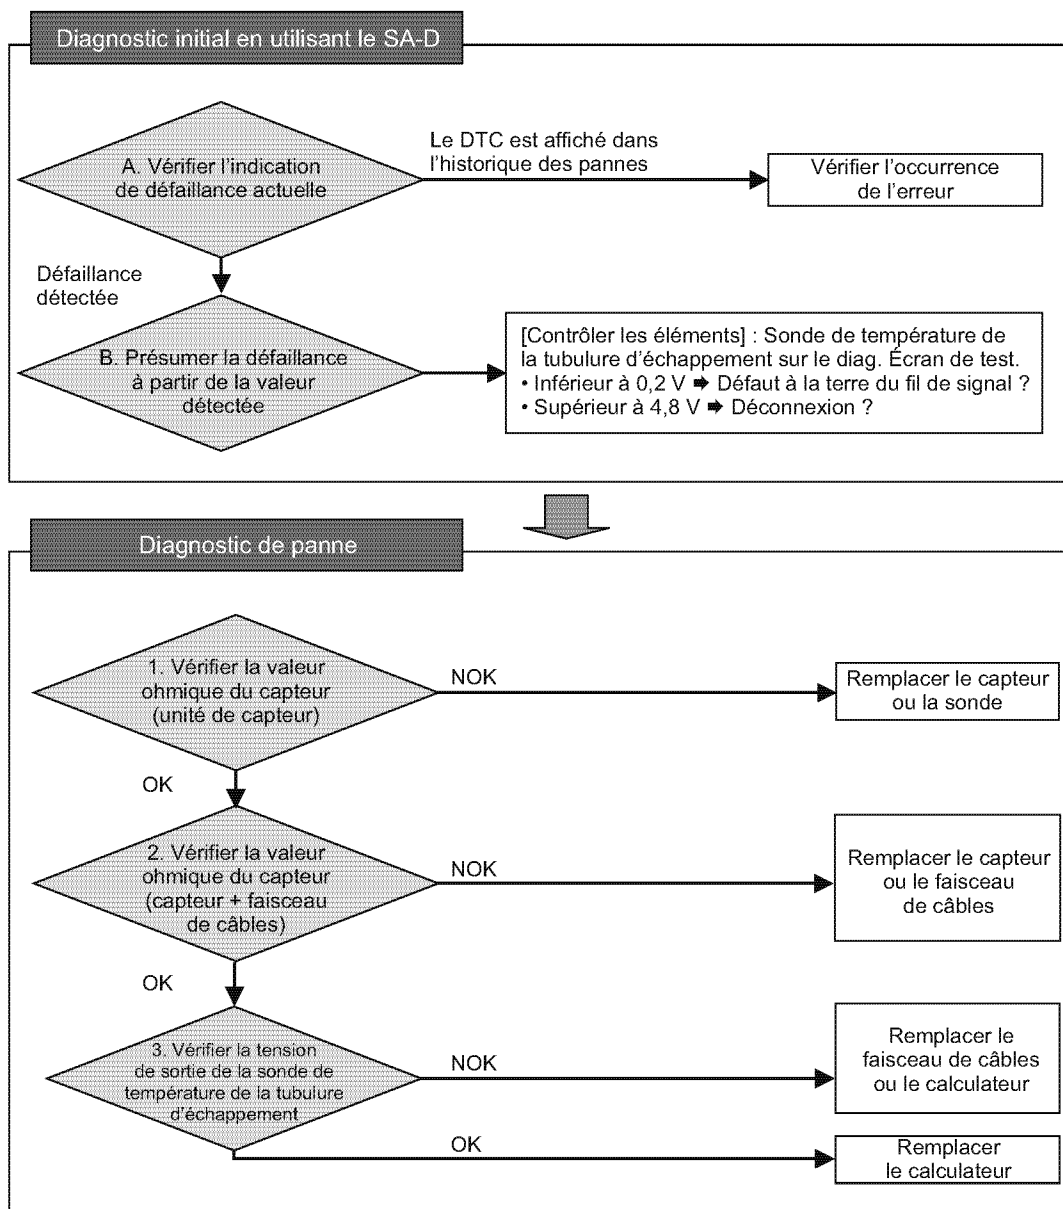 Diagnostic initial en utilisant le SA-D
A. Vérifier l'indication
de défaillance actuelle
Le DTC est affiché dans
l'historique des pannes
Vérifier l'occurrence
de l'erreur
Défaillance
détectée
B. Présumer la défaillance
à partir de la valeur
détectée
[Contrôler les éléments] : Sonde de température de
la tubulure d'échappement sur le diag. Écran de test.
• Inférieur à 0,2 V ➡ Défaut à la terre du fil de signal ?
• Supérieur à 4,8 V ➡ Déconnexion ?
Diagnostic de panne
1. Vérifier la valeur
ohmique du capteur
(unité de capteur)
NOK
Remplacer le capteur
ou la sonde
OK
2. Vérifier la valeur
ohmique du capteur
(capteur + faisceau
de câbles)
NOK
Remplacer le capteur
ou le faisceau
de câbles
OK
3. Vérifier la tension
de sortie de la sonde de
température de la tubulure
d'échappement
NOK
Remplacer le
faisceau de câbles
ou le calculateur
OK
Remplacer
le calculateur